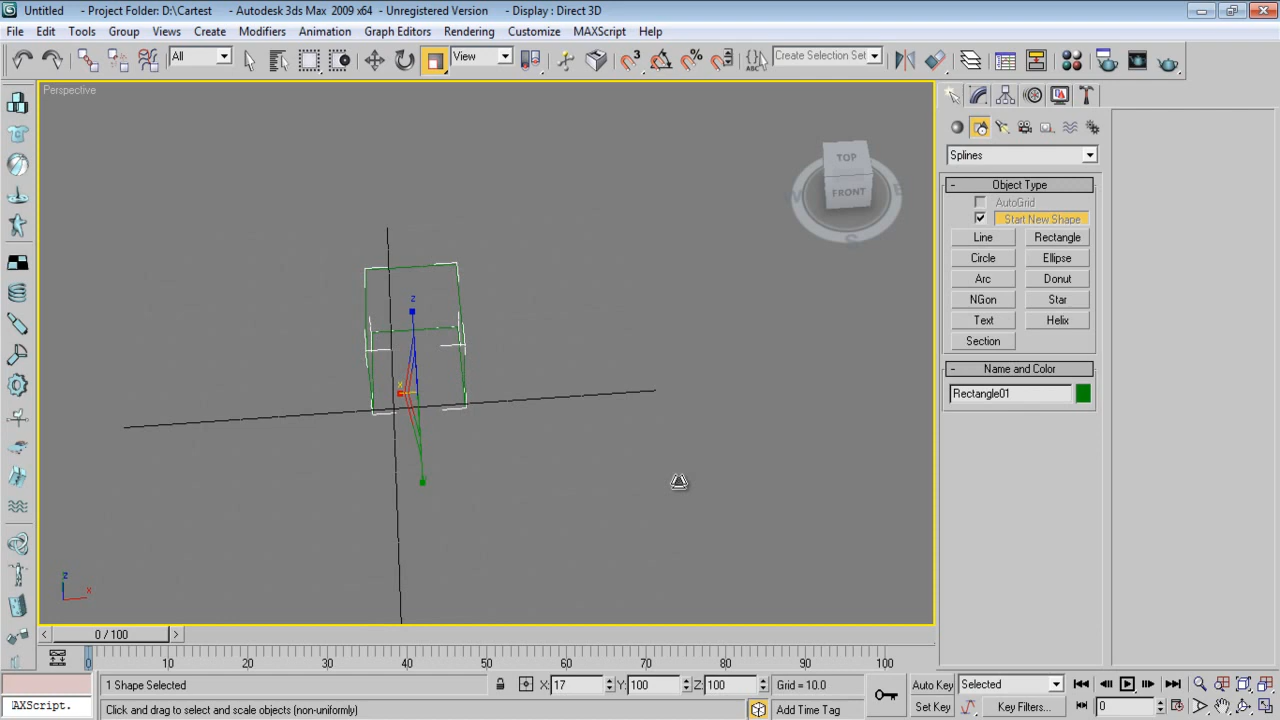 Untitled - Project Folder: D:\Cartest - Autodesk 3ds Max 2009 x64 - Unregistered Version - Display : Direct 3D
File Edit Tools Group Views Create Modifiers Animation Graph Editors Rendering Customize MAXScript Help
All View Create Selection Set
Perspective
TOP
FRONT
W E
S
Splines
- Object Type
AutoGrid
Start New Shape
Line Rectangle
Circle Ellipse
Arc Donut
NGon Star
Text Helix
Section
- Name and Color
Rectangle01
z
x
z
x
< 0 / 100 >
0 10 20 30 40 50 60 70 80 90 100
1 Shape Selected X: 17 Y: 100 Z: 100 Grid = 10.0 Auto Key Selected
AXScript. Click and drag to select and scale objects (non-uniformly) Add Time Tag Set Key Key Filters... 0